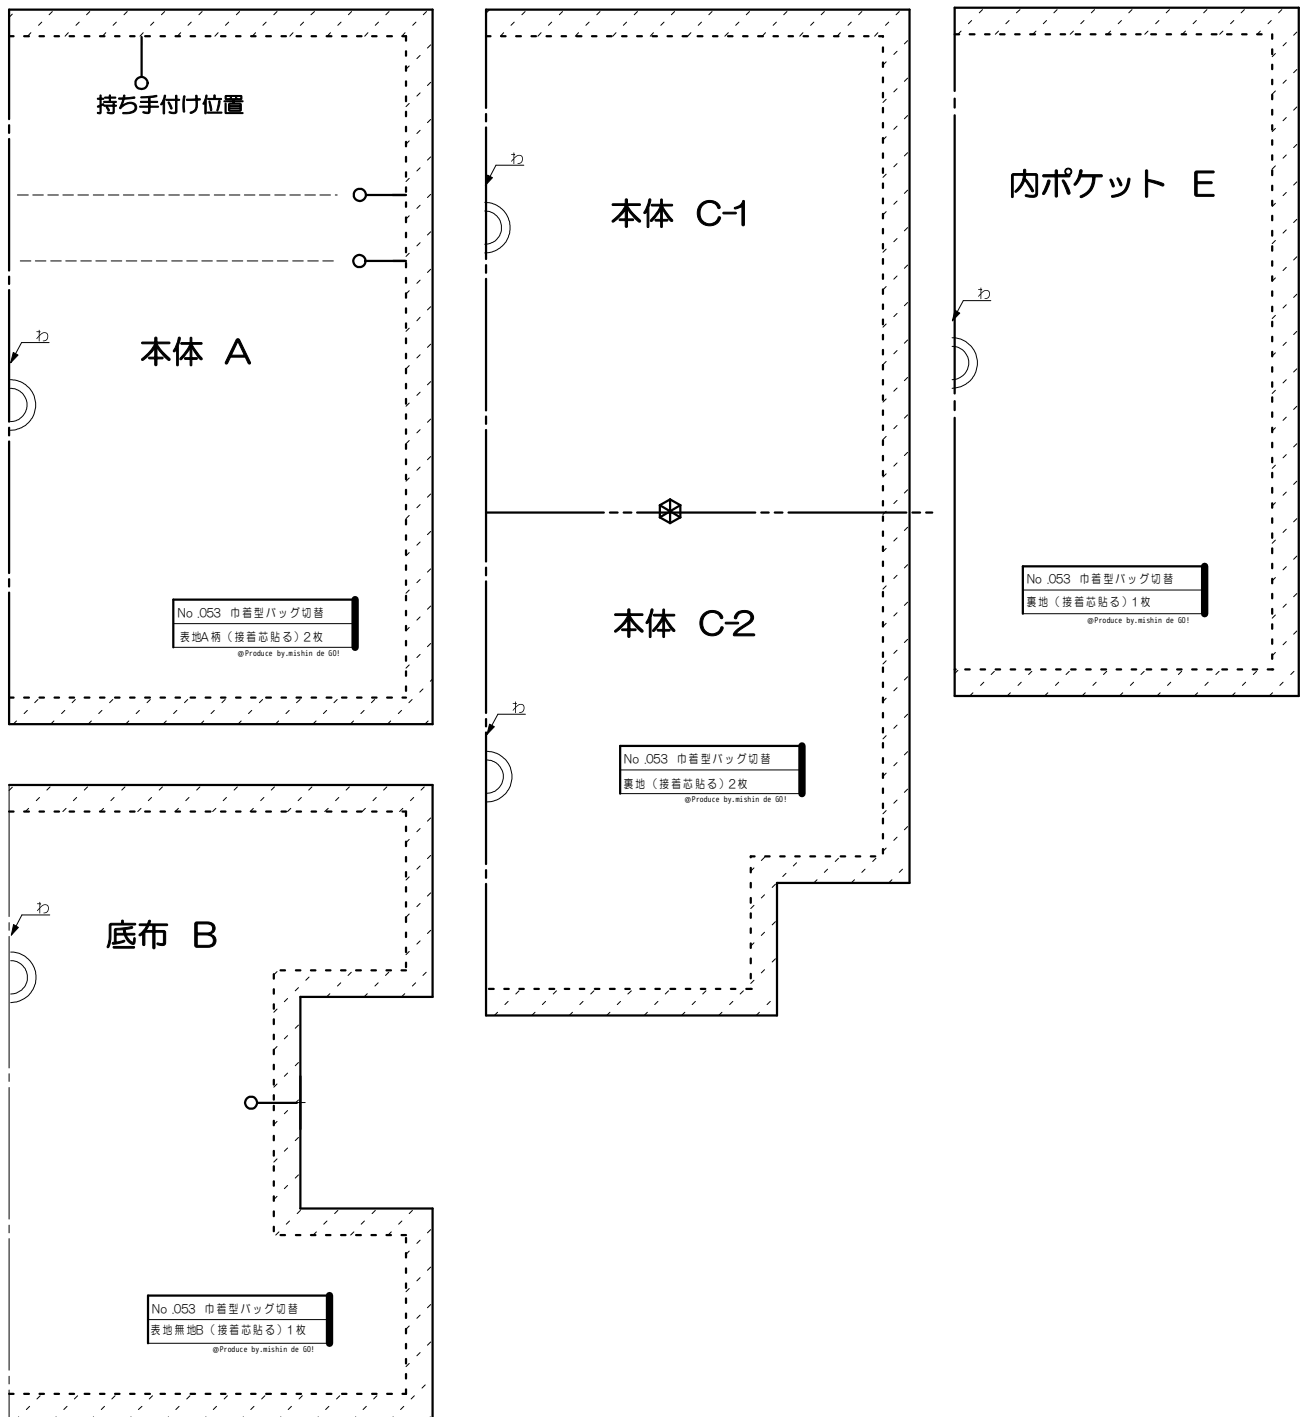 持ち手付け位置
わ
本体 A
No .053 巾着型バッグ切替
表地A柄（接着芯貼る）2枚
@Produce by.mishin de GO!
わ
本体 C-1
本体 C-2
わ
No .053 巾着型バッグ切替
裏地（接着芯貼る）2枚
@Produce by.mishin de GO!
内ポケット E
わ
No .053 巾着型バッグ切替
裏地（接着芯貼る）1枚
@Produce by.mishin de GO!
わ
底布 B
No .053 巾着型バッグ切替
表地無地B（接着芯貼る）1枚
@Produce by.mishin de GO!